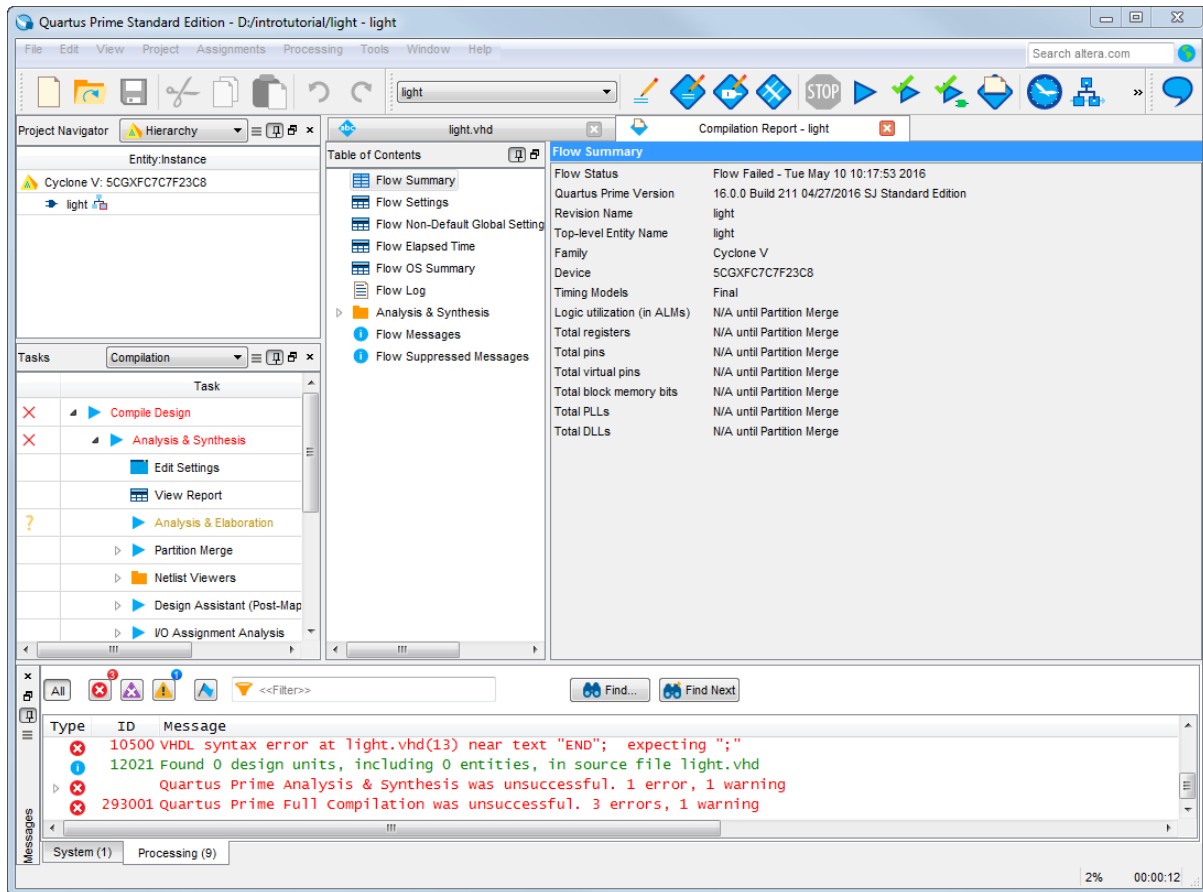 Quartus Prime Standard Edition - D:/introtutorial/light - light
File Edit View Project Assignments Processing Tools Window Help
Search altera.com
light
STOP
»
Project Navigator
Hierarchy
Entity:Instance
Cyclone V: 5CGXFC7C7F23C8
light
abc
light.vhd
Compilation Report - light
Table of Contents
Flow Summary
Flow Settings
Flow Non-Default Global Setting
Flow Elapsed Time
Flow OS Summary
Flow Log
Analysis & Synthesis
Flow Messages
Flow Suppressed Messages
Flow Summary
Flow Status Flow Failed - Tue May 10 10:17:53 2016
Quartus Prime Version 16.0.0 Build 211 04/27/2016 SJ Standard Edition
Revision Name light
Top-level Entity Name light
Family Cyclone V
Device 5CGXFC7C7F23C8
Timing Models Final
Logic utilization (in ALMs) N/A until Partition Merge
Total registers N/A until Partition Merge
Total pins N/A until Partition Merge
Total virtual pins N/A until Partition Merge
Total block memory bits N/A until Partition Merge
Total PLLs N/A until Partition Merge
Total DLLs N/A until Partition Merge
Tasks
Compilation
Task
Compile Design
Analysis & Synthesis
Edit Settings
View Report
? Analysis & Elaboration
Partition Merge
Netlist Viewers
Design Assistant (Post-Map
I/O Assignment Analysis
All
3
1
<<Filter>>
Find...
Find Next
Type ID Message
10500 VHDL syntax error at light.vhd(13) near text "END"; expecting ";"
12021 Found 0 design units, including 0 entities, in source file light.vhd
Quartus Prime Analysis & Synthesis was unsuccessful. 1 error, 1 warning
293001 Quartus Prime Full Compilation was unsuccessful. 3 errors, 1 warning
Messages
System (1)
Processing (9)
2% 00:00:12